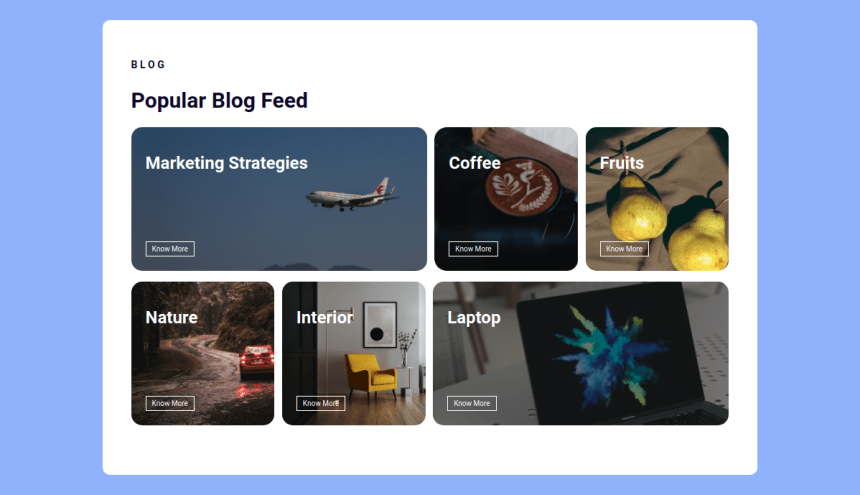 BLOG
Popular Blog Feed
Marketing Strategies
Know More
Coffee
Know More
Fruits
Know More
Nature
Know More
Interior
Know More
Laptop
Know More